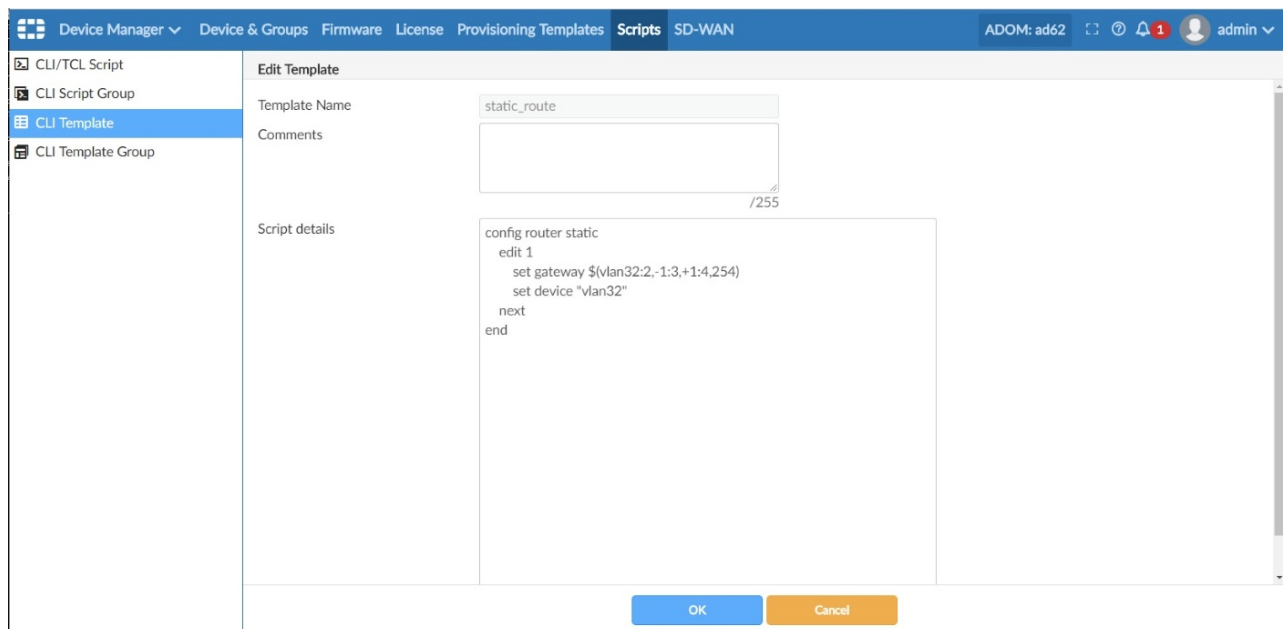 Device Manager Device & Groups Firmware License Provisioning Templates Scripts SD-WAN ADOM: ad62 1 admin
CLI/TCL Script
CLI Script Group
CLI Template
CLI Template Group
Edit Template
Template Name static_route
Comments
/255
Script details
config router static
edit 1
set gateway $(vlan32:2,-1:3,+1:4,254)
set device "vlan32"
next
end
OK Cancel